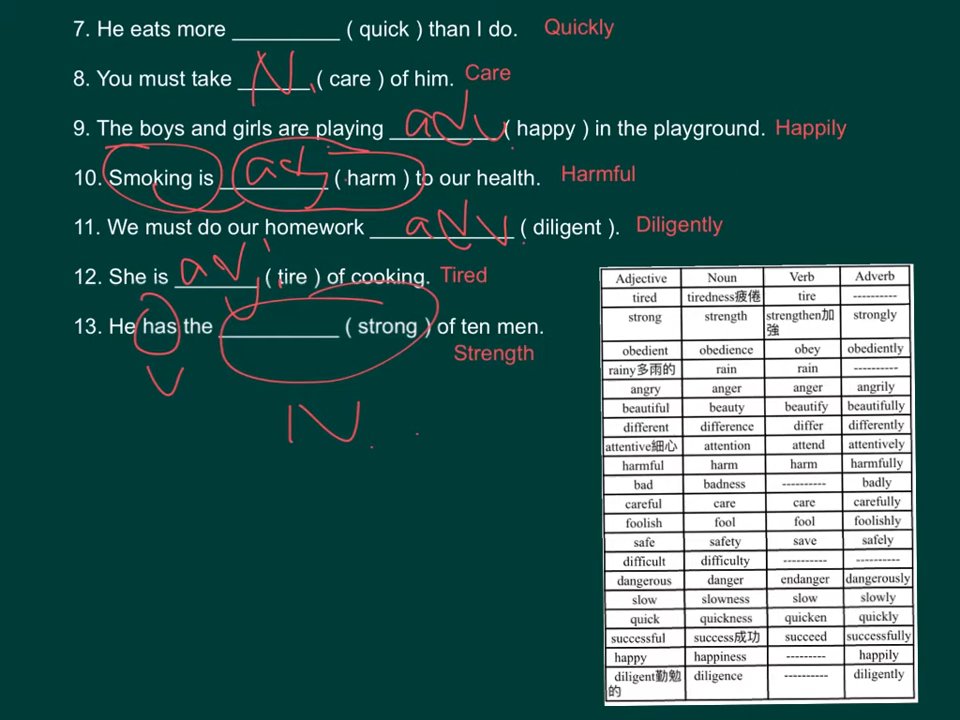 7. He eats more _________ ( quick ) than I do. Quickly
8. You must take N. ( care ) of him. Care
9. The boys and girls are playing adv ( happy ) in the playground. Happily
10. Smoking is adj ( harm ) to our health. Harmful
11. We must do our homework adv ( diligent ). Diligently
12. She is adj ( tire ) of cooking. Tired
13. He has the __________ ( strong ) of ten men.
Strength
V
N.
Adjective Noun Verb Adverb
tired tiredness疲倦 tire ----------
strong strength strengthen加強 strongly
obedient obedience obey obediently
rainy多雨的 rain rain ----------
angry anger anger angrily
beautiful beauty beautify beautifully
different difference differ differently
attentive細心 attention attend attentively
harmful harm harm harmfully
bad badness ---------- badly
careful care care carefully
foolish fool fool foolishly
safe safety save safely
difficult difficulty ---------- ----------
dangerous danger endanger dangerously
slow slowness slow slowly
quick quickness quicken quickly
successful success成功 succeed successfully
happy happiness --------- happily
diligent勤勉的 diligence ---------- diligently